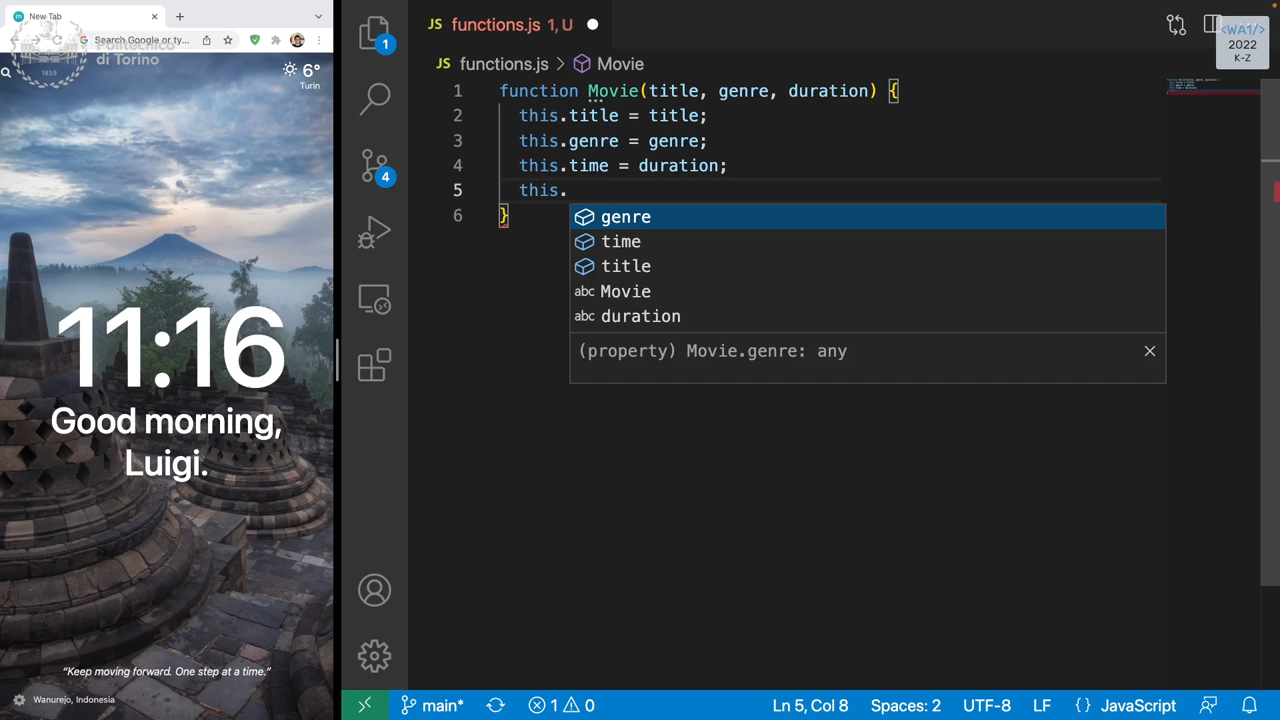 New Tab
Search Google or ty...
Politecnico
di Torino
1859
6°
Turin
11:16
Good morning,
Luigi.
“Keep moving forward. One step at a time.”
Wanurejo, Indonesia
1
4
JS functions.js 1, U
<WA1/>
2022
K-Z
JS functions.js > Movie
1 function Movie(title, genre, duration) {
2 this.title = title;
3 this.genre = genre;
4 this.time = duration;
5 this.
6 }
genre
time
title
abc Movie
abc duration
(property) Movie.genre: any
main* 1 0 Ln 5, Col 8 Spaces: 2 UTF-8 LF {} JavaScript